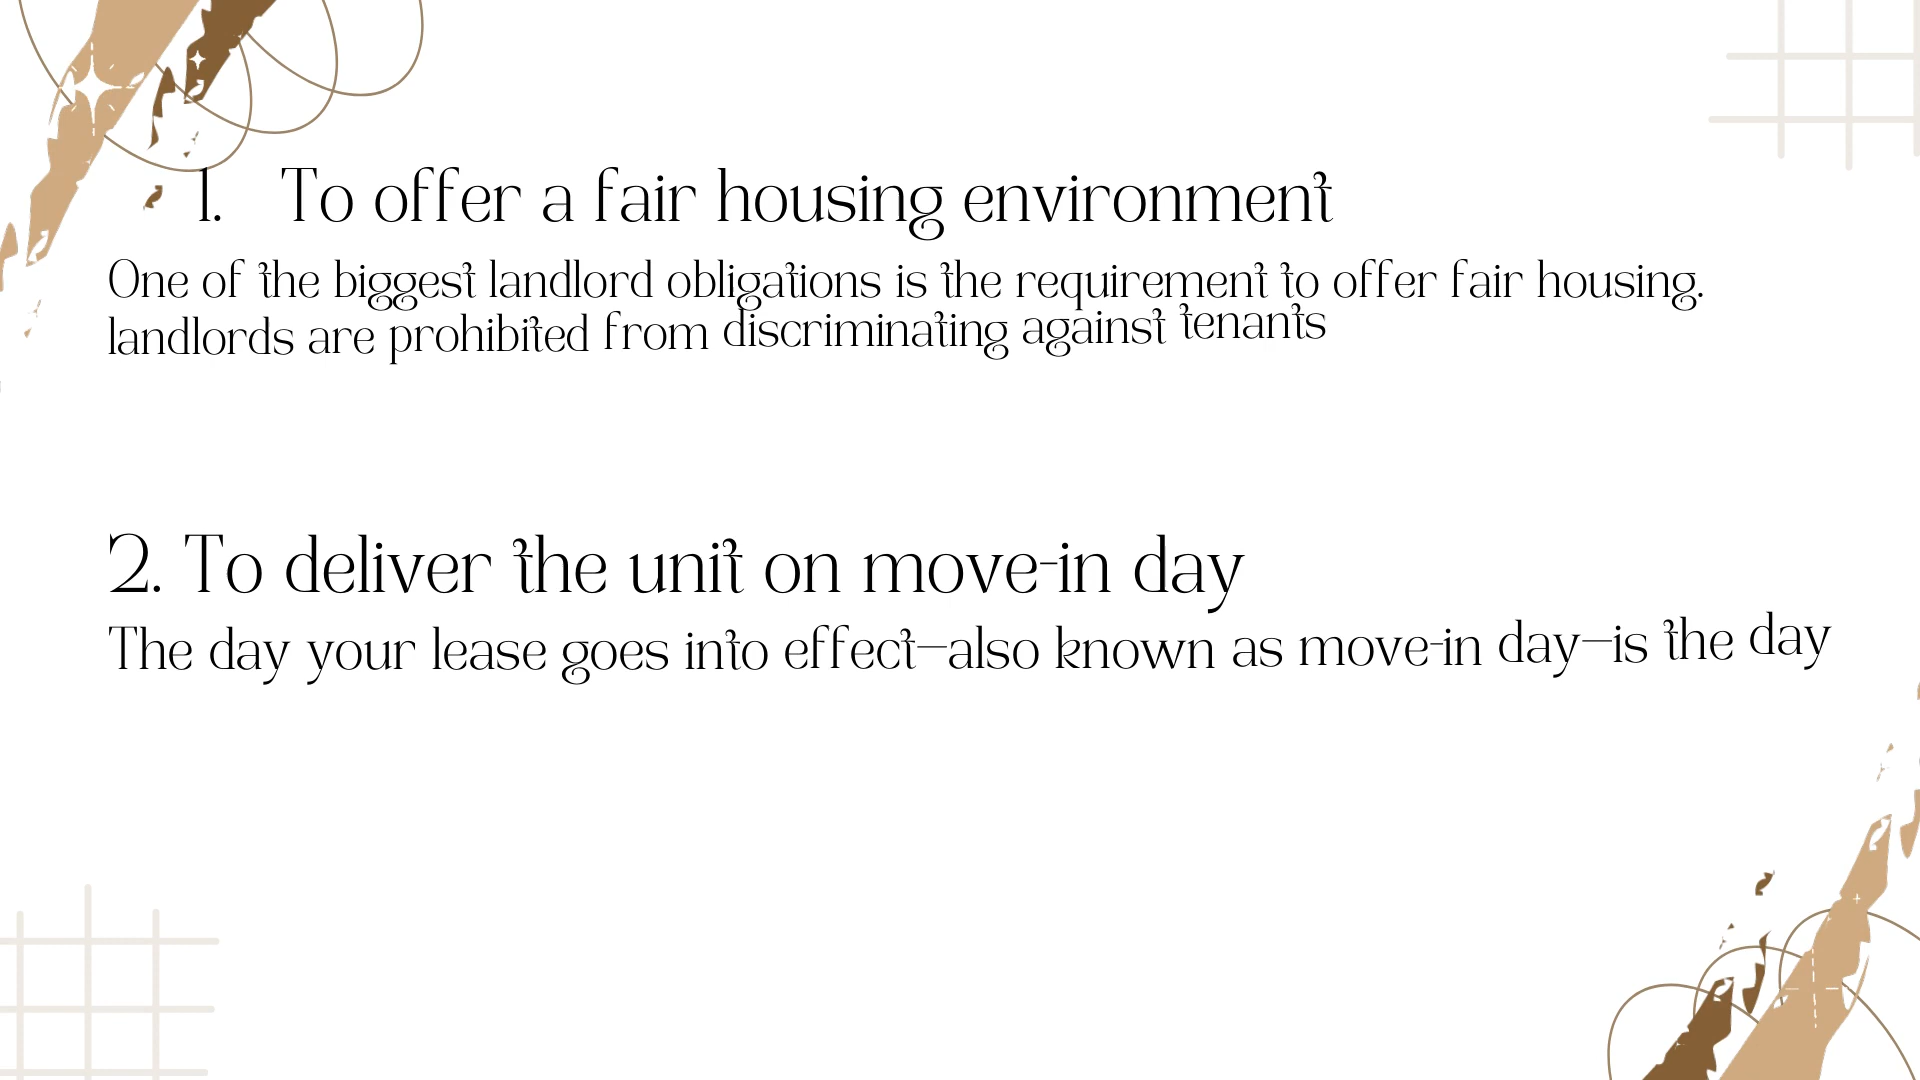 1. To offer a fair housing environment
One of the biggest landlord obligations is the requirement to offer fair housing.
landlords are prohibited from discriminating against tenants
2. To deliver the unit on move-in day
The day your lease goes into effect—also known as move-in day—is the day